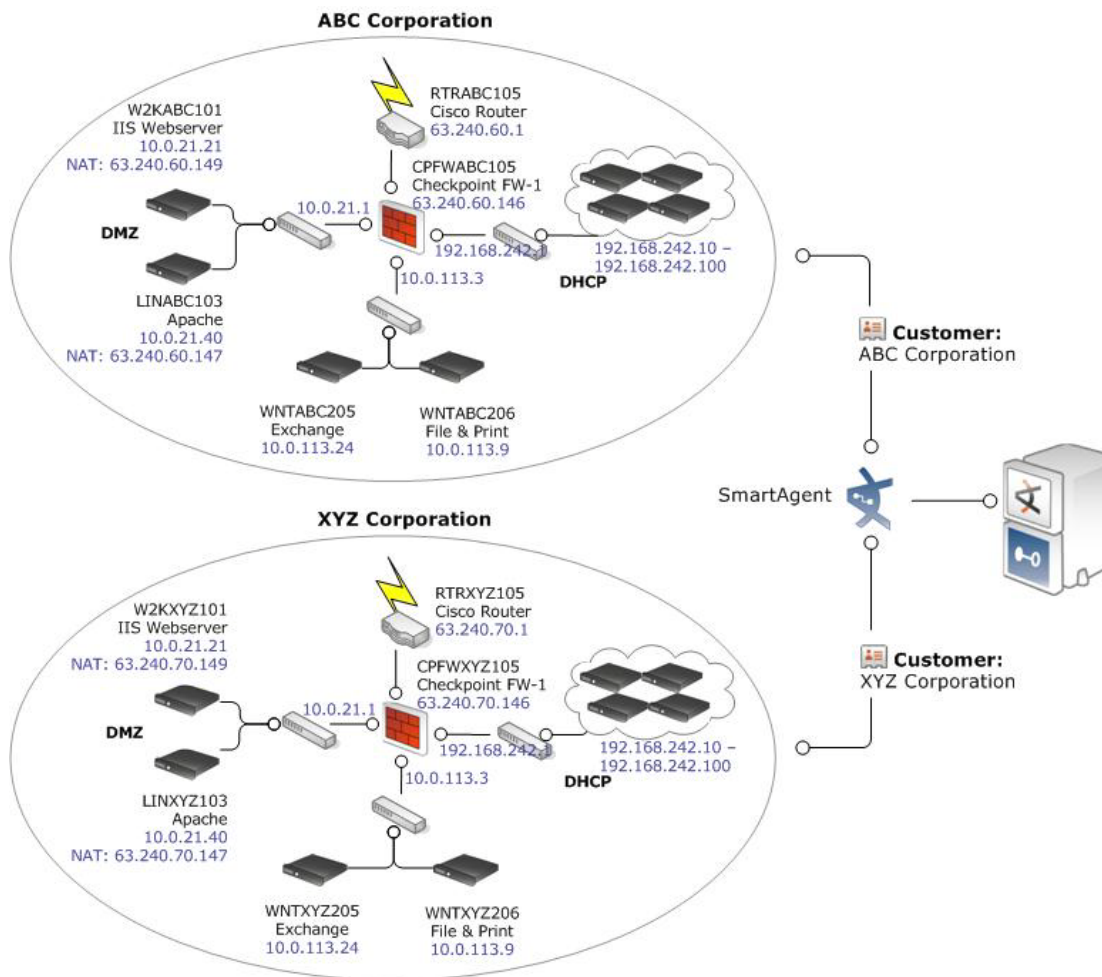 ABC Corporation
RTRABC105
Cisco Router
63.240.60.1
W2KABC101
IIS Webserver
10.0.21.21
NAT: 63.240.60.149
CPFWABC105
Checkpoint FW-1
63.240.60.146
10.0.21.1
DMZ
192.168.242.
192.168.242.10 –
192.168.242.100
DHCP
10.0.113.3
LINABC103
Apache
10.0.21.40
NAT: 63.240.60.147
WNTABC205
Exchange
10.0.113.24
WNTABC206
File & Print
10.0.113.9
Customer:
ABC Corporation
SmartAgent
XYZ Corporation
RTRXYZ105
Cisco Router
63.240.70.1
W2KXYZ101
IIS Webserver
10.0.21.21
NAT: 63.240.70.149
CPFWXYZ105
Checkpoint FW-1
63.240.70.146
10.0.21.1
DMZ
192.168.242.
192.168.242.10 –
192.168.242.100
DHCP
10.0.113.3
LINXYZ103
Apache
10.0.21.40
NAT: 63.240.70.147
WNTXYZ205
Exchange
10.0.113.24
WNTXYZ206
File & Print
10.0.113.9
Customer:
XYZ Corporation